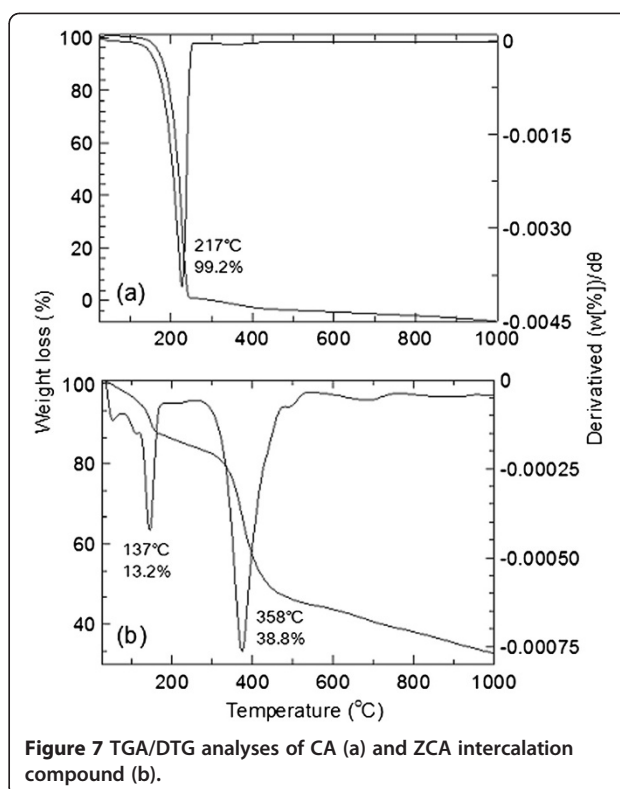 100
80
60
40
20
0
0
-0.0015
-0.0030
-0.0045
217°C
99.2%
(a)
200 400 600 800 1000
Weight loss (%)
Derivatived (w[%])/dθ
100
80
60
40
0
-0.00025
-0.00050
-0.00075
137°C
13.2%
358°C
38.8%
(b)
200 400 600 800 1000
Temperature (°C)
Figure 7 TGA/DTG analyses of CA (a) and ZCA intercalation
compound (b).